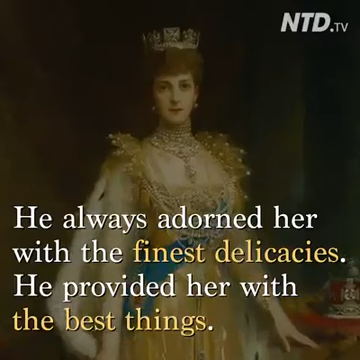 NTD.TV
He always adorned her
with the finest delicacies.
He provided her with
the best things.